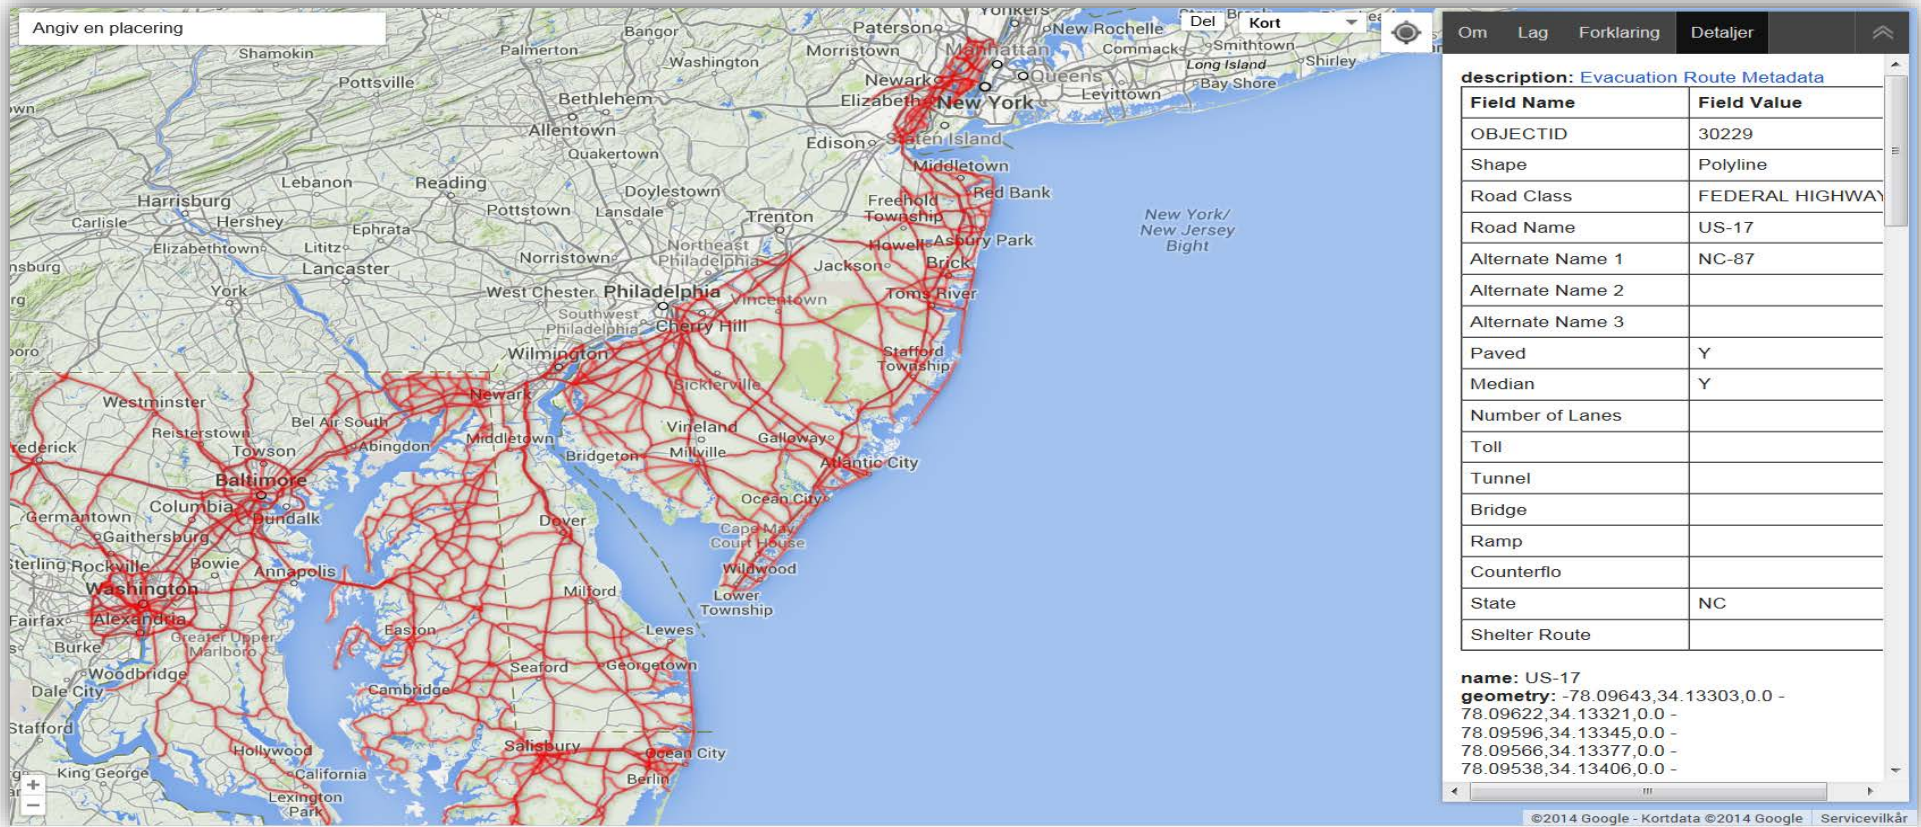 Angiv en placering
Del
Kort
Om Lag Forklaring Detaljer
description: Evacuation Route Metadata
Field Name Field Value
OBJECTID 30229
Shape Polyline
Road Class FEDERAL HIGHWAY
Road Name US-17
Alternate Name 1 NC-87
Alternate Name 2
Alternate Name 3
Paved Y
Median Y
Number of Lanes
Toll
Tunnel
Bridge
Ramp
Counterflo
State NC
Shelter Route
name: US-17
geometry: -78.09643,34.13303,0.0 -
78.09622,34.13321,0.0 -
78.09596,34.13345,0.0 -
78.09566,34.13377,0.0 -
78.09538,34.13406,0.0 -
Yonkers
Paterson
New Rochelle
Bangor
Shamokin
Palmerton
Morristown
Manhattan
Commack
Smithtown
Washington
Long Island
Shirley
Pottsville
Newark
Queens
Bay Shore
Bethlehem
Elizabeth
New York
Levittown
Allentown
Edison
Staten Island
Quakertown
Middletown
Lebanon
Reading
Doylestown
Red Bank
Harrisburg
Freehold
Township
Pottstown
Lansdale
Trenton
Carlisle
Hershey
Ephrata
New York/
New Jersey
Bight
Elizabethtown
Lititz
Northeast
Philadelphia
Howell
Asbury Park
Norristown
Lancaster
Jackson
Brick
York
West Chester
Philadelphia
Vincentown
Toms River
Southwest
Philadelphia
Cherry Hill
Wilmington
Stafford
Township
Sicklerville
Newark
Westminster
Bel Air South
Reisterstown
Vineland
Galloway
Towson
Abingdon
Middletown
Bridgeton
Millville
Atlantic City
Baltimore
Ocean City
Columbia
Germantown
Dundalk
Dover
Cape May
Court House
Gaithersburg
Sterling
Rockville
Bowie
Annapolis
Wildwood
Washington
Milford
Lower
Township
Fairfax
Alexandria
Burke
Greater Upper
Marlboro
Easton
Lewes
Woodbridge
Seaford
Georgetown
Dale City
Cambridge
Stafford
Hollywood
Salisbury
Ocean City
King George
California
Berlin
Lexington
Park
+
−
©2014 Google - Kortdata ©2014 Google Servicevilkår